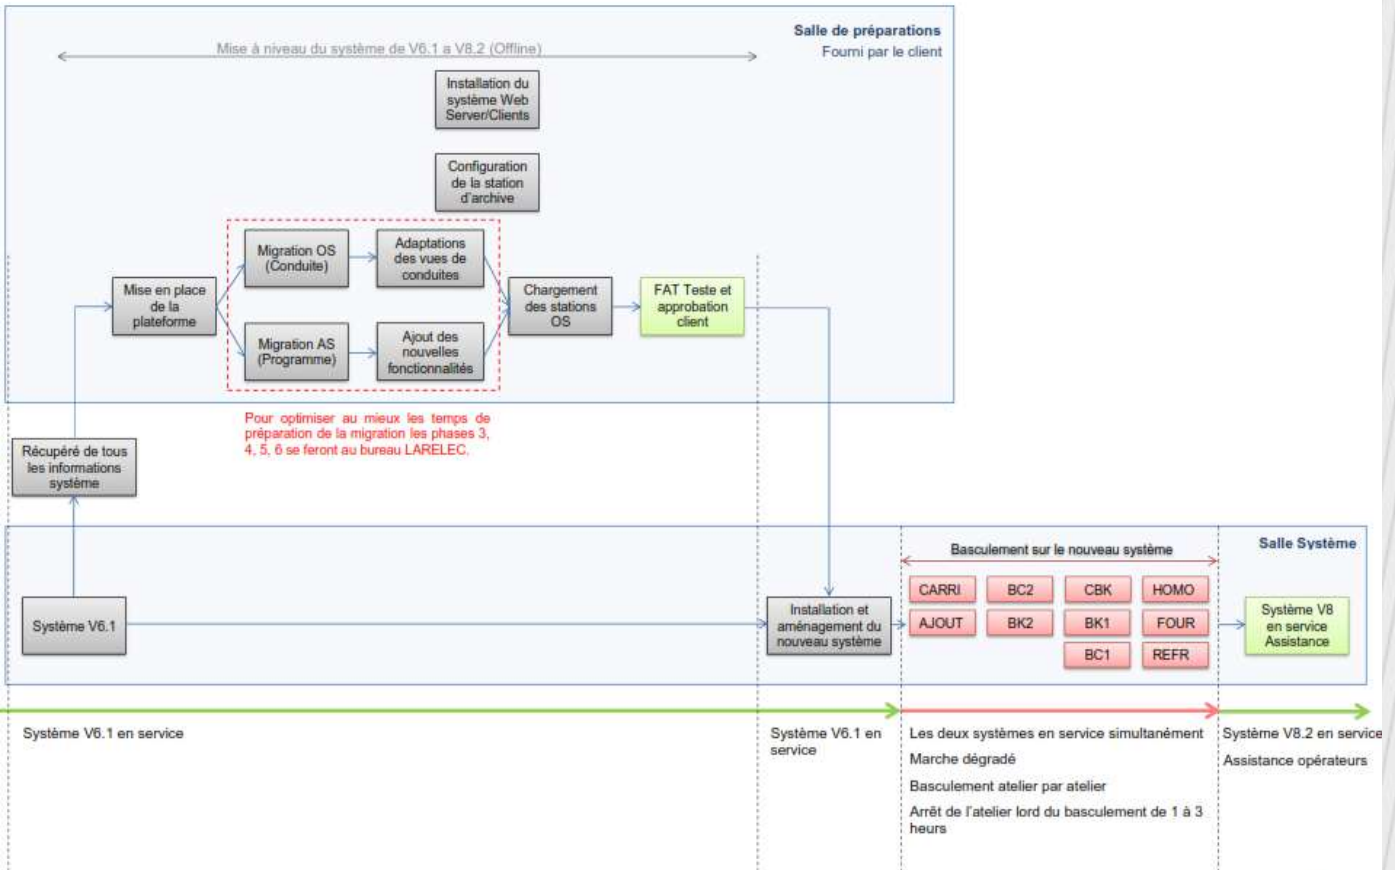 Salle de préparations
Fourni par le client
Mise à niveau du système de V6.1 a V8.2 (Offline)
Installation du
système Web
Server/Clients
Configuration
de la station
d'archive
Migration OS
(Conduite)
Adaptations
des vues de
conduites
Mise en place
de la
plateforme
Chargement
des stations
OS
FAT Teste et
approbation
client
Migration AS
(Programme)
Ajout des
nouvelles
fonctionnalités
Pour optimiser au mieux les temps de
préparation de la migration les phases 3,
4, 5, 6 se feront au bureau LARELEC.
Récupéré de tous
les informations
système
Salle Système
Basculement sur le nouveau système
Système V6.1
Installation et
aménagement du
nouveau système
CARRI
BC2
CBK
HOMO
AJOUT
BK2
BK1
FOUR
BC1
REFR
Système V8
en service
Assistance
Système V6.1 en service
Système V6.1 en
service
Les deux systèmes en service simultanément
Marche dégradé
Basculement atelier par atelier
Arrêt de l'atelier lord du basculement de 1 à 3
heurs
Système V8.2 en service
Assistance opérateurs